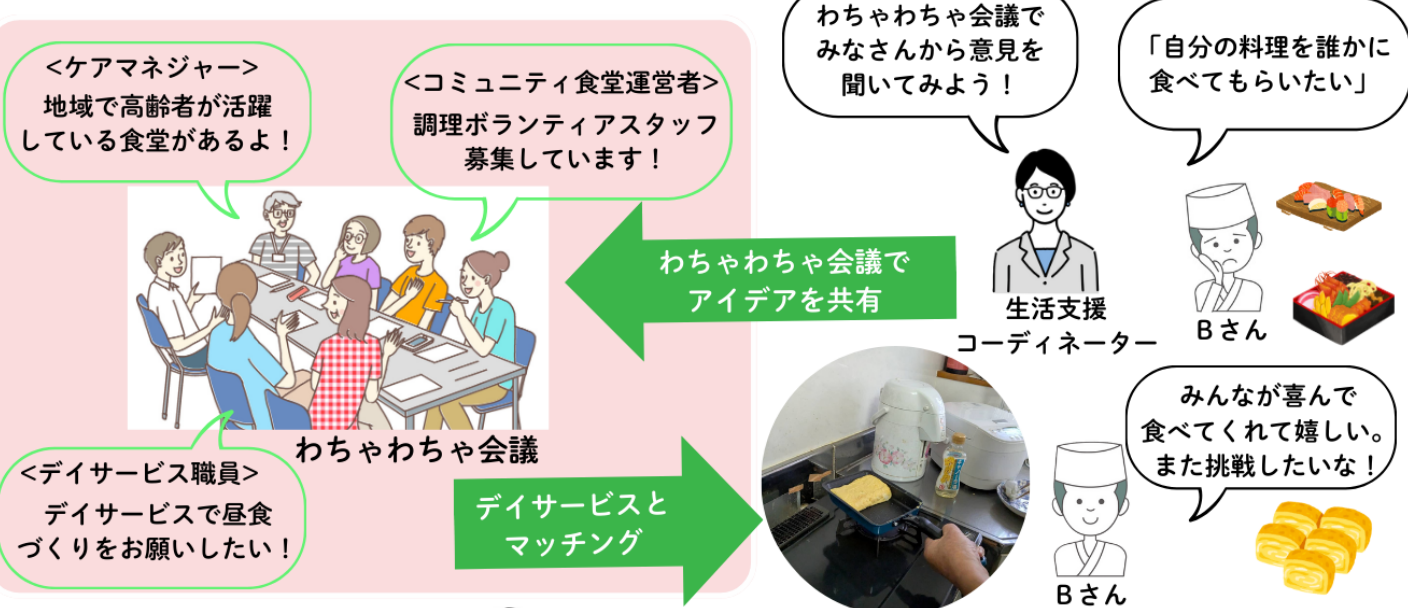 「自分の料理を誰かに
食べてもらいたい」
Bさん
わちゃわちゃ会議で
みなさんから意見を
聞いてみよう！
生活支援
コーディネーター
わちゃわちゃ会議で
アイデアを共有
<ケアマネジャー>
地域で高齢者が活躍
している食堂があるよ！
<コミュニティ食堂運営者>
調理ボランティアスタッフ
募集しています！
わちゃわちゃ会議
<デイサービス職員>
デイサービスで昼食
づくりをお願いしたい！
デイサービスと
マッチング
みんなが喜んで
食べてくれて嬉しい。
また挑戦したいな！
Bさん